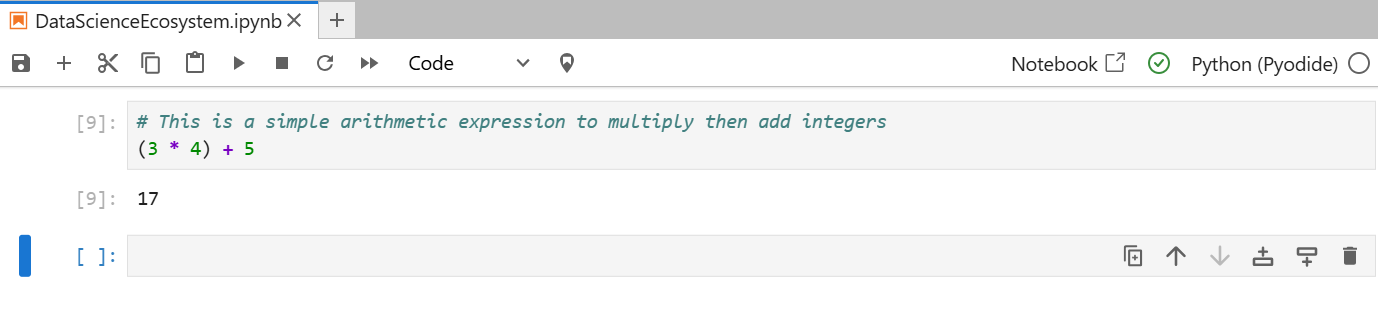 DataScienceEcosystem.ipynb
Code
Notebook
Python (Pyodide)
[9]: # This is a simple arithmetic expression to multiply then add integers
(3 * 4) + 5
[9]: 17
[ ]: